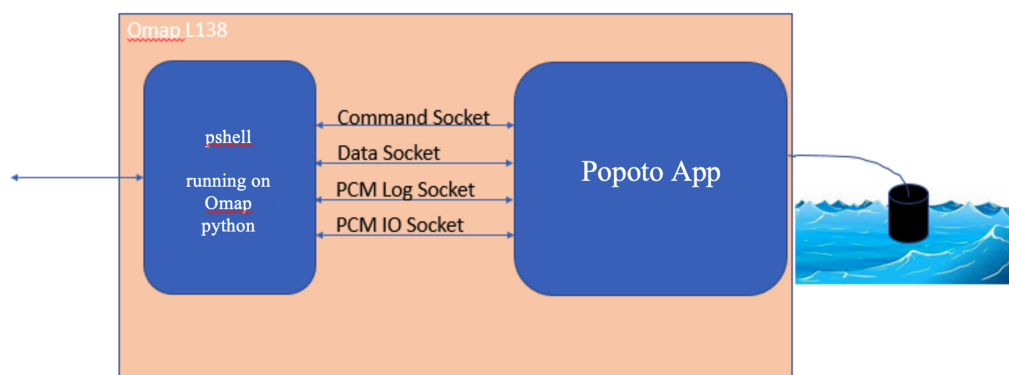 Omap L138
pshell
running on
Omap
python
Command Socket
Data Socket
PCM Log Socket
PCM IO Socket
Popoto App